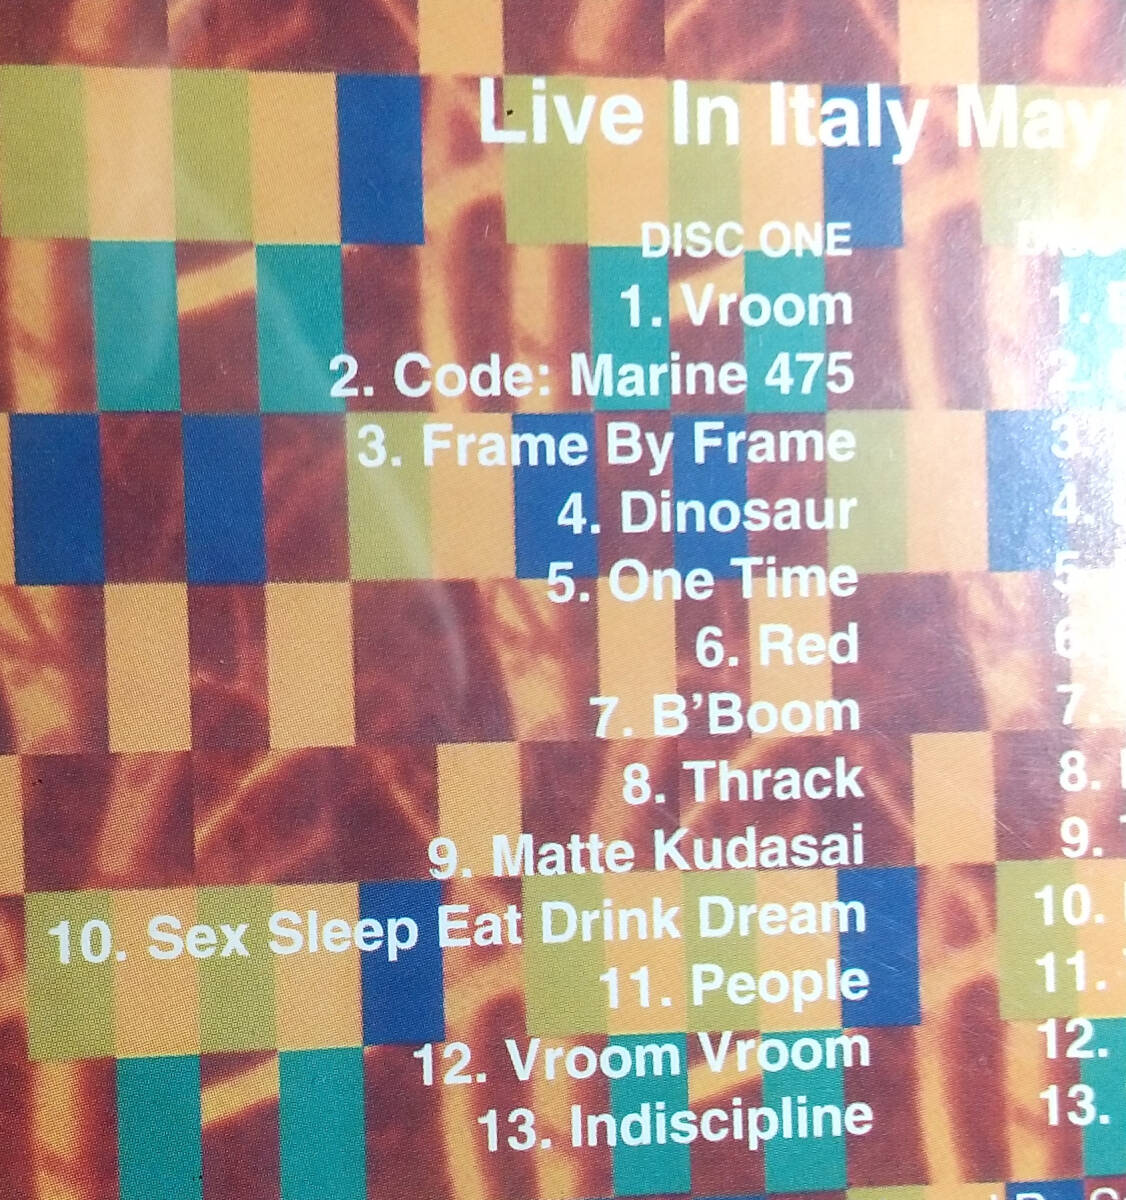 Live In Italy May
DISC ONE
1. Vroom
2. Code: Marine 475
3. Frame By Frame
4. Dinosaur
5. One Time
6. Red
7. B’Boom
8. Thrack
9. Matte Kudasai
10. Sex Sleep Eat Drink Dream
11. People
12. Vroom Vroom
13. Indiscipline
1.
2.
3.
4.
5.
6.
7.
8.
9.
10.
11.
12.
13.